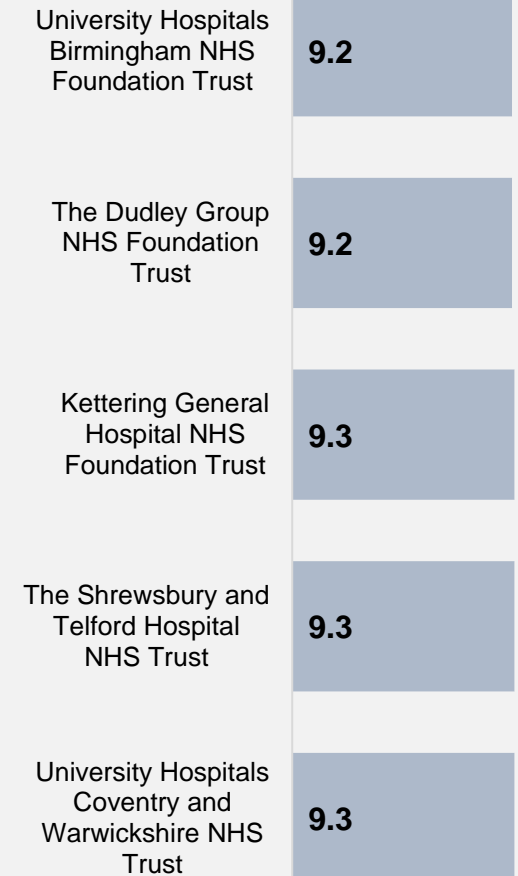 University Hospitals
Birmingham NHS
Foundation Trust
9.2
The Dudley Group
NHS Foundation
Trust
9.2
Kettering General
Hospital NHS
Foundation Trust
9.3
The Shrewsbury and
Telford Hospital
NHS Trust
9.3
University Hospitals
Coventry and
Warwickshire NHS
Trust
9.3